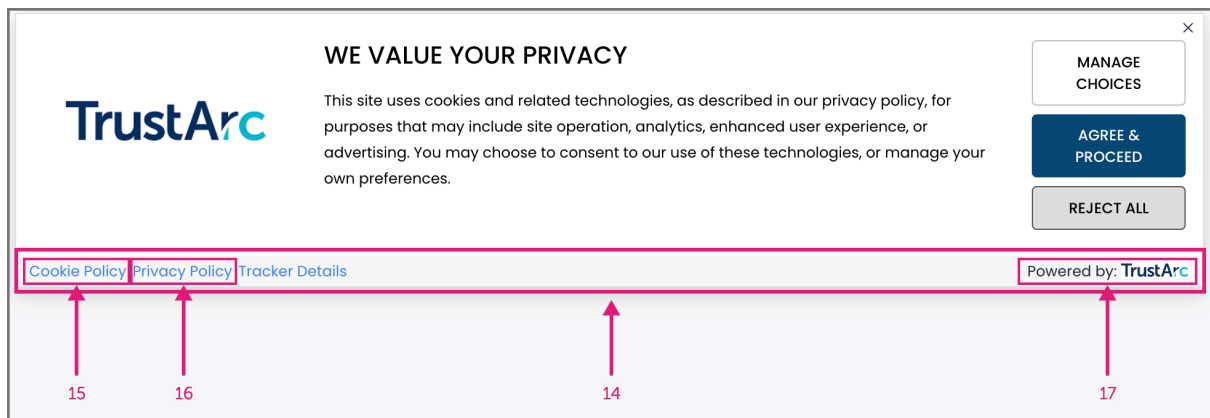 ×
WE VALUE YOUR PRIVACY
TrustArc
This site uses cookies and related technologies, as described in our privacy policy, for
purposes that may include site operation, analytics, enhanced user experience, or
advertising. You may choose to consent to our use of these technologies, or manage your
own preferences.
MANAGE
CHOICES
AGREE &
PROCEED
REJECT ALL
Cookie Policy Privacy Policy Tracker Details
Powered by: TrustArc
15 16 14 17